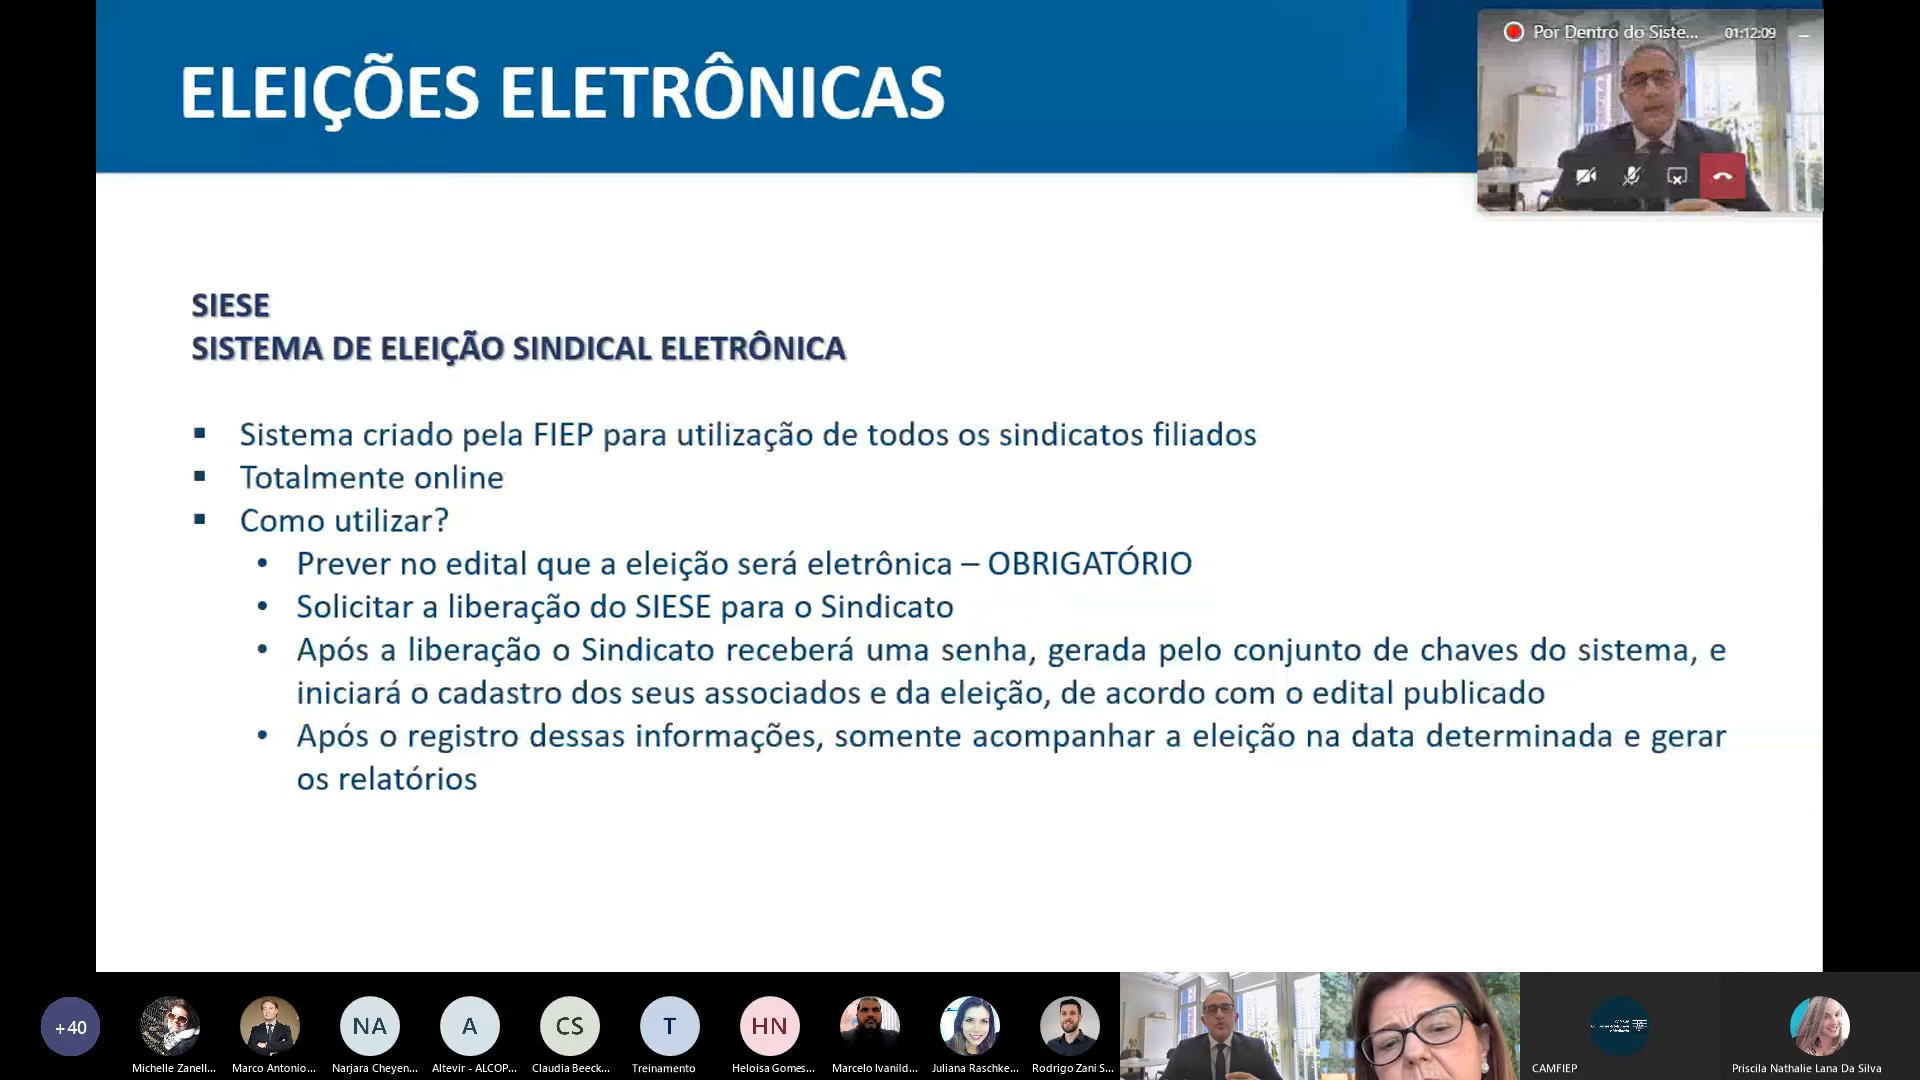 ELEIÇÕES ELETRÔNICAS
Por Dentro do Siste... 01:12:09
SIESE
SISTEMA DE ELEIÇÃO SINDICAL ELETRÔNICA
▪ Sistema criado pela FIEP para utilização de todos os sindicatos filiados
▪ Totalmente online
▪ Como utilizar?
• Prever no edital que a eleição será eletrônica – OBRIGATÓRIO
• Solicitar a liberação do SIESE para o Sindicato
• Após a liberação o Sindicato receberá uma senha, gerada pelo conjunto de chaves do sistema, e
iniciará o cadastro dos seus associados e da eleição, de acordo com o edital publicado
• Após o registro dessas informações, somente acompanhar a eleição na data determinada e gerar
os relatórios
+40 NA A CS T HN
Michelle Zanell... Marco Antonio... Narjara Cheyen... Altevir - ALCOP... Claudia Beeck... Treinamento Heloisa Gomes... Marcelo Ivanild... Juliana Raschke... Rodrigo Zani S... CAMFIEP Priscila Nathalie Lana Da Silva